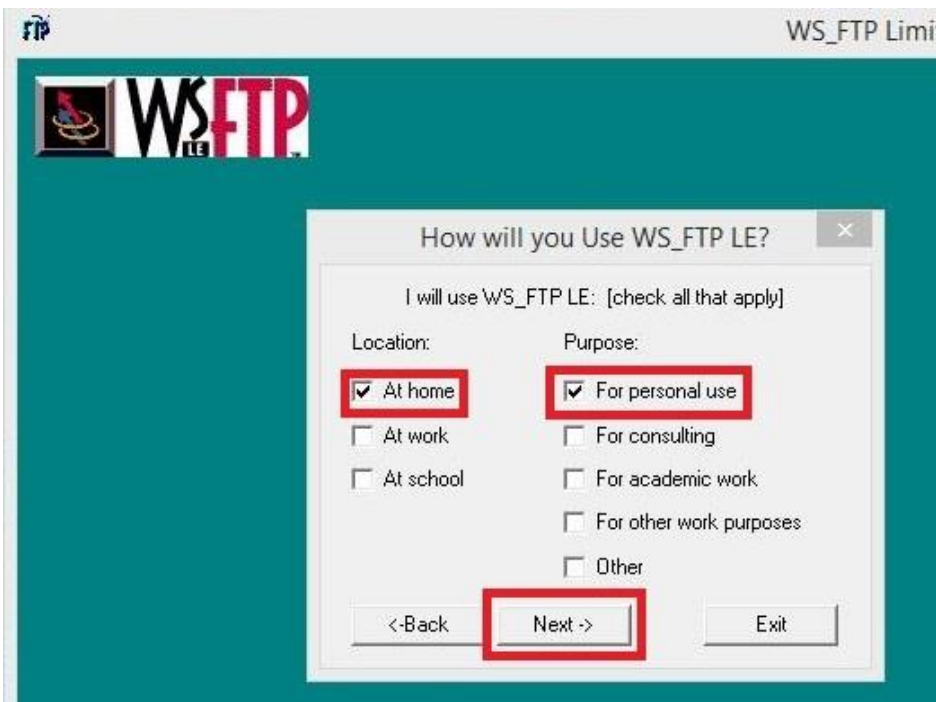 FTP
WS_FTP Limi
WS FTP
LE
How will you Use WS_FTP LE?
I will use WS_FTP LE: [check all that apply]
Location:
Purpose:
At home
For personal use
At work
For consulting
At school
For academic work
For other work purposes
Other
<-Back
Next ->
Exit